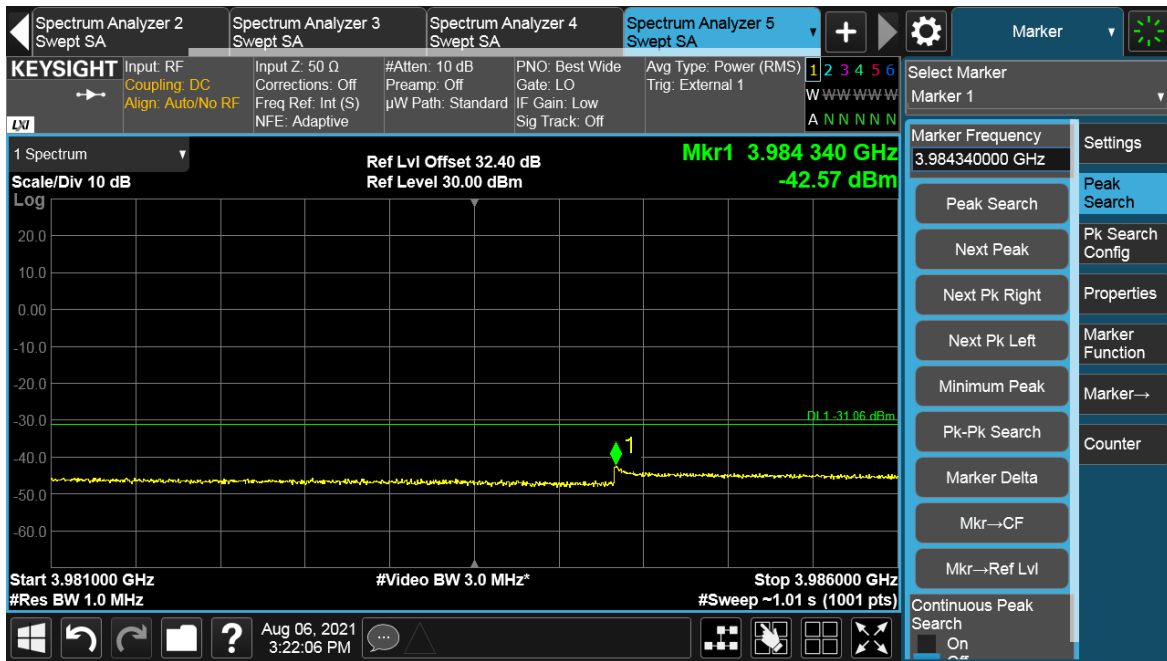 Spectrum Analyzer 2
Swept SA
Spectrum Analyzer 3
Swept SA
Spectrum Analyzer 4
Swept SA
Spectrum Analyzer 5
Swept SA
Marker
KEYSIGHT
LXI
Input: RF
Coupling: DC
Align: Auto/No RF
Input Z: 50 Ω
Corrections: Off
Freq Ref: Int (S)
NFE: Adaptive
#Atten: 10 dB
Preamp: Off
µW Path: Standard
PNO: Best Wide
Gate: LO
IF Gain: Low
Sig Track: Off
Avg Type: Power (RMS)
Trig: External 1
1 2 3 4 5 6
W W W W W W
A N N N N N
Select Marker
Marker 1
1 Spectrum
Scale/Div 10 dB
Log
Ref Lvl Offset 32.40 dB
Ref Level 30.00 dBm
Mkr1 3.984 340 GHz
-42.57 dBm
20.0
10.0
0.00
-10.0
-20.0
-30.0
-40.0
-50.0
-60.0
DL1 -31.06 dBm
1
Start 3.981000 GHz
#Res BW 1.0 MHz
#Video BW 3.0 MHz*
Stop 3.986000 GHz
#Sweep ~1.01 s (1001 pts)
Marker Frequency
3.984340000 GHz
Peak Search
Next Peak
Next Pk Right
Next Pk Left
Minimum Peak
Pk-Pk Search
Marker Delta
Mkr→CF
Mkr→Ref Lvl
Continuous Peak
Search
On
Off
Settings
Peak
Search
Pk Search
Config
Properties
Marker
Function
Marker→
Counter
?
Aug 06, 2021
3:22:06 PM